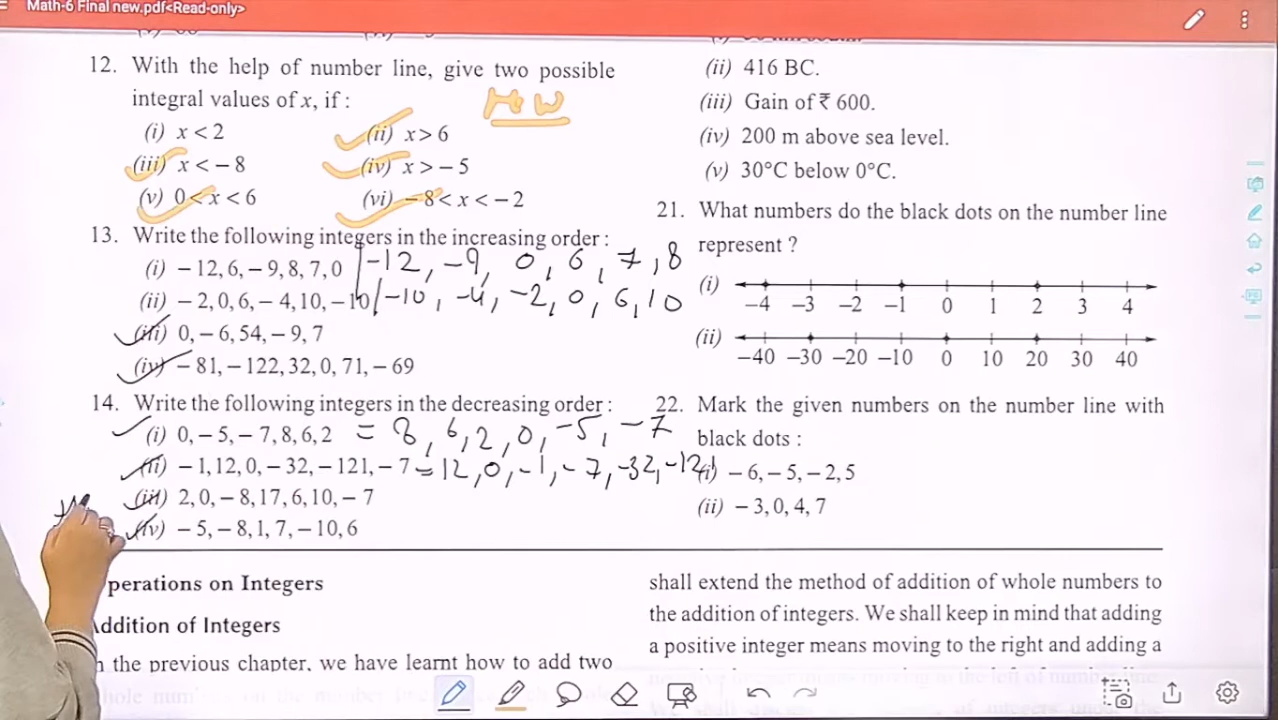 Math-6 Final new.pdf<Read-only>
12. With the help of number line, give two possible
integral values of x, if :
HW
(i) x < 2
(ii) x > 6
(iii) x < – 8
(iv) x > – 5
(v) 0 < x < 6
(vi) – 8 < x < – 2
13. Write the following integers in the increasing order :
(i) – 12, 6, – 9, 8, 7, 0 -12, -9, 0, 6, 7, 8
(ii) – 2, 0, 6, – 4, 10, – 10 -10, -4, -2, 0, 6, 10
(iii) 0, – 6, 54, – 9, 7
(iv) – 81, – 122, 32, 0, 71, – 69
14. Write the following integers in the decreasing order :
(i) 0, – 5, – 7, 8, 6, 2 = 8, 6, 2, 0, -5, -7
(ii) – 1, 12, 0, – 32, – 121, – 7 = 12, 0, -1, -7, -32, -121
(iii) 2, 0, – 8, 17, 6, 10, – 7
(iv) – 5, – 8, 1, 7, – 10, 6
perations on Integers
ddition of Integers
the previous chapter, we have learnt how to add two
(ii) 416 BC.
(iii) Gain of ₹ 600.
(iv) 200 m above sea level.
(v) 30°C below 0°C.
21. What numbers do the black dots on the number line
represent ?
(i)
–4 –3 –2 –1 0 1 2 3 4
(ii)
–40 –30 –20 –10 0 10 20 30 40
22. Mark the given numbers on the number line with
black dots :
(i) – 6, – 5, – 2, 5
(ii) – 3, 0, 4, 7
shall extend the method of addition of whole numbers to
the addition of integers. We shall keep in mind that adding
a positive integer means moving to the right and adding a